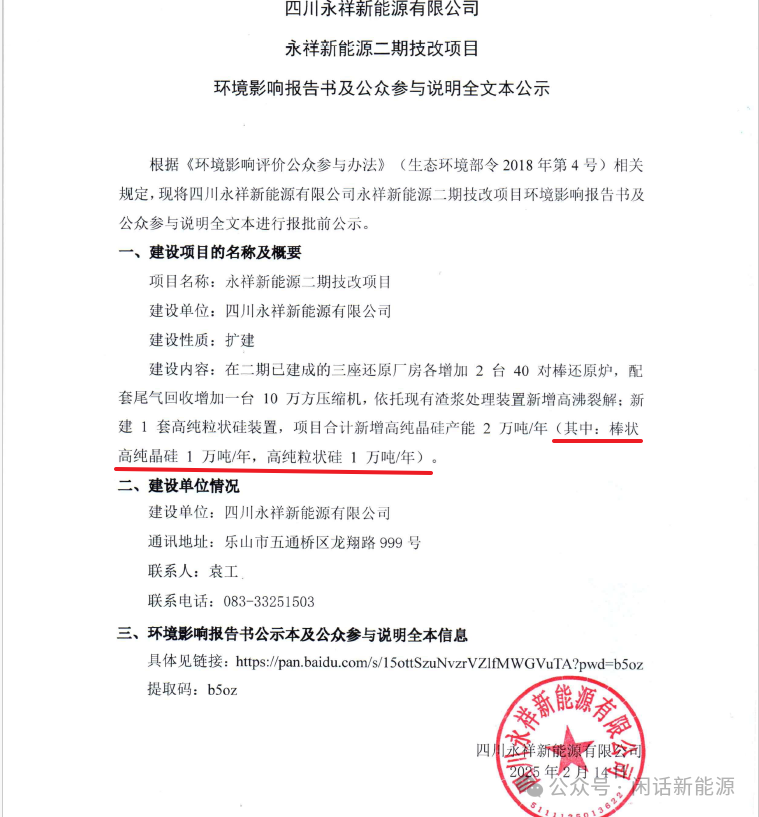 四川永祥新能源有限公司
永祥新能源二期技改项目
环境影响报告书及公众参与说明全文本公示
根据《环境影响评价公众参与办法》（生态环境部令 2018 年第 4 号）相关
规定，现将四川永祥新能源有限公司永祥新能源二期技改项目环境影响报告书及
公众参与说明全文本进行报批前公示。
一、建设项目的名称及概要
项目名称：永祥新能源二期技改项目
建设单位：四川永祥新能源有限公司
建设性质：扩建
建设内容：在二期已建成的三座还原厂房各增加 2 台 40 对棒还原炉，配
套尾气回收增加一台 10 万方压缩机，依托现有渣浆处理装置新增高沸裂解；新
建 1 套高纯粒状硅装置，项目合计新增高纯晶硅产能 2 万吨/年（其中：棒状
高纯晶硅 1 万吨/年，高纯粒状硅 1 万吨/年）。
二、建设单位情况
建设单位：四川永祥新能源有限公司
通讯地址：乐山市五通桥区龙翔路 999 号
联系人：袁工
联系电话：083-33251503
三、环境影响报告书公示本及公众参与说明全本信息
具体见链接：https://pan.baidu.com/s/15ottSzuNvzrVZlfMWGVuTA?pwd=b5oz
提取码：b5oz
四川永祥新能源有限公司
2025 年 2 月 14 日
四川永祥新能源有限公司
5111125013622
公众号·闲话新能源